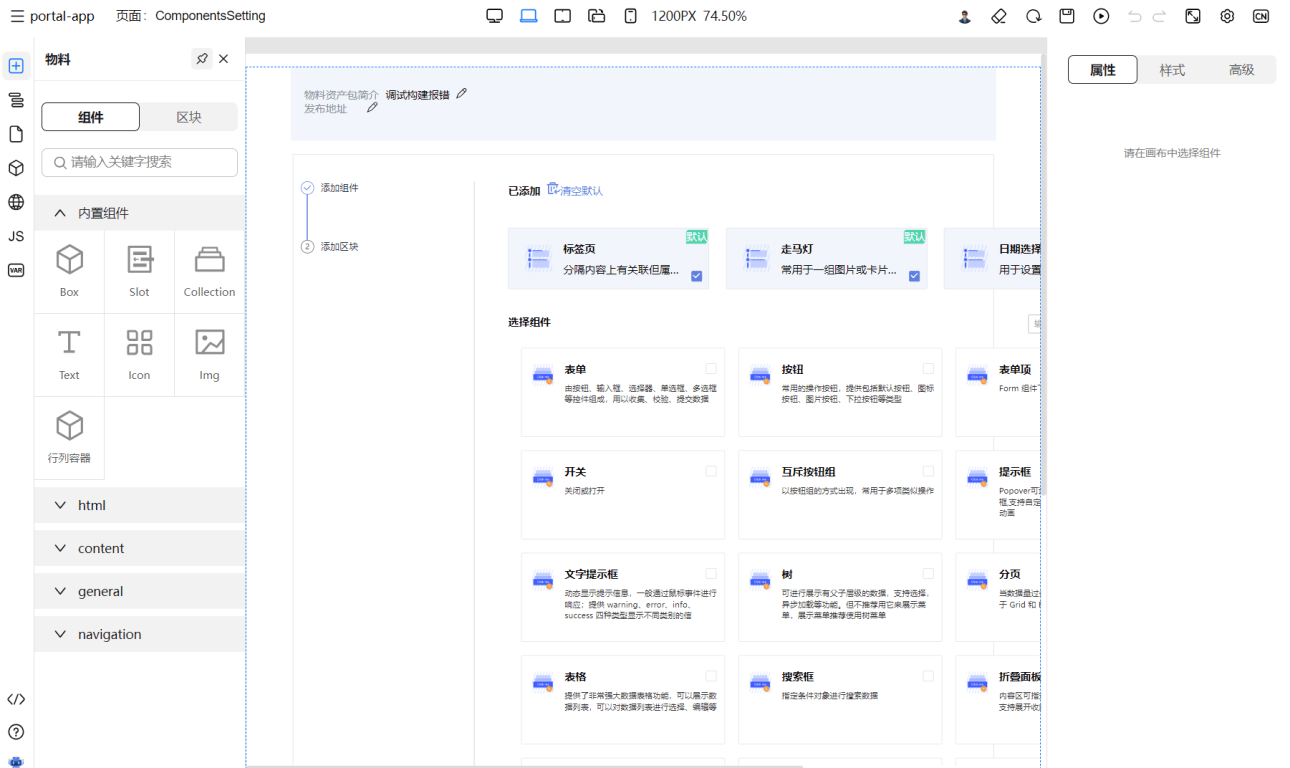 portal-app 页面： ComponentsSetting
1200PX 74.50%
CN
物料
组件 区块
请输入关键字搜索
内置组件
Box Slot Collection
Text Icon Img
行列容器
html
content
general
navigation
JS
VAR
物料资产包简介 调试构建报错
发布地址
添加组件
2 添加区块
已添加 清空默认
默认
标签页
分隔内容上有关联但属...
默认
走马灯
常用于一组图片或卡片...
日期选择
用于设置
选择组件
表单
由按钮、输入框、选择器、单选框、多选框
等控件组成，用以收集、校验、提交数据
按钮
常用的操作按钮，提供包括默认按钮、图标
按钮、图片按钮、下拉按钮等类型
表单项
Form 组件下
开关
关闭或打开
互斥按钮组
以按钮组的方式出现，常用于多项类似操作
提示框
Popover可
框,支持自定
动画
文字提示框
动态显示提示信息，一般通过鼠标事件进行
响应；提供 warning、error、info、
success 四种类型显示不同类别的信
树
可进行展示有父子层级的数据，支持选择，
异步加载等功能。但不推荐用它来展示菜
单，展示菜单推荐使用树菜单
分页
当数据量过
于 Grid 和
表格
提供了非常强大数据表格功能，可以展示数
据列表，可以对数据列表进行选择、编辑等
搜索框
指定条件对象进行搜索数据
折叠面板
内容区可指
支持展开收
属性 样式 高级
请在画布中选择组件